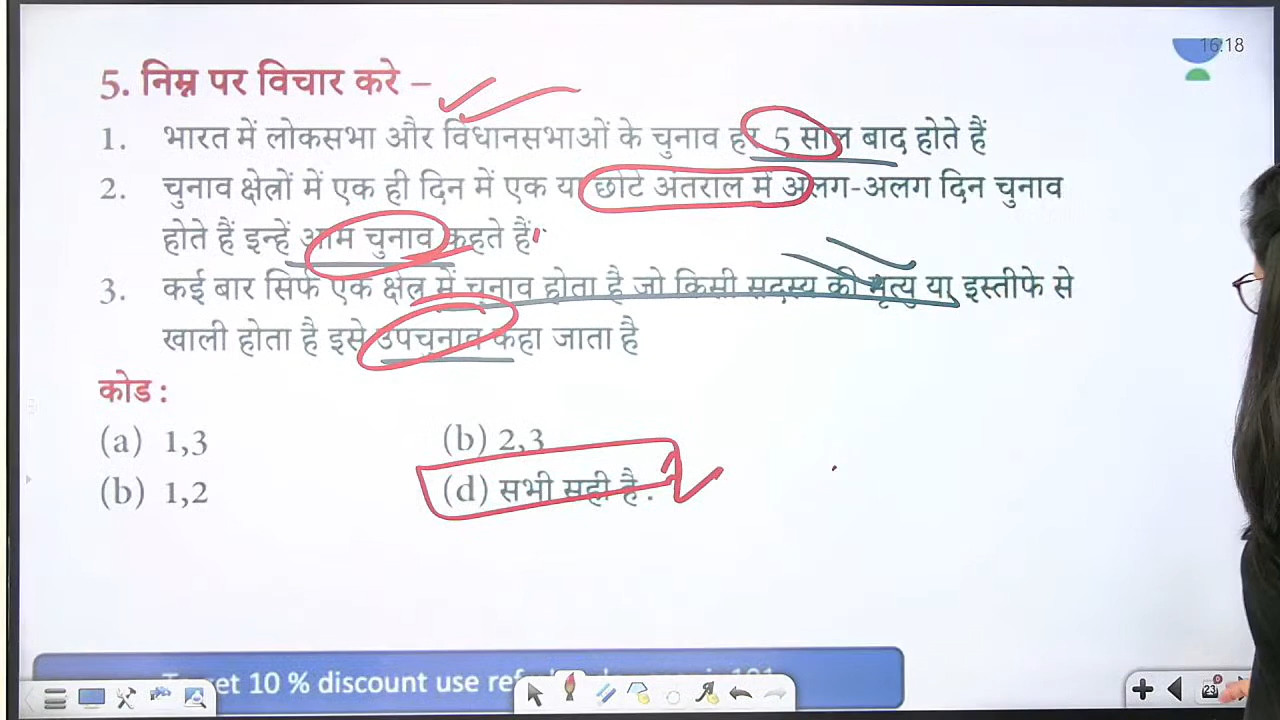 16:18
5. निम्न पर विचार करे –
1. भारत में लोकसभा और विधानसभाओं के चुनाव हर 5 साल बाद होते हैं
2. चुनाव क्षेत्रों में एक ही दिन में एक या छोटे अंतराल में अलग-अलग दिन चुनाव
होते हैं इन्हें आम चुनाव कहते हैं
3. कई बार सिर्फ एक क्षेत्र में चुनाव होता है जो किसी सदस्य की मृत्यु या इस्तीफे से
खाली होता है इसे उपचुनाव कहा जाता है
कोड :
(a) 1,3 (b) 2,3
(b) 1,2 (d) सभी सही है .
10 % discount use
23